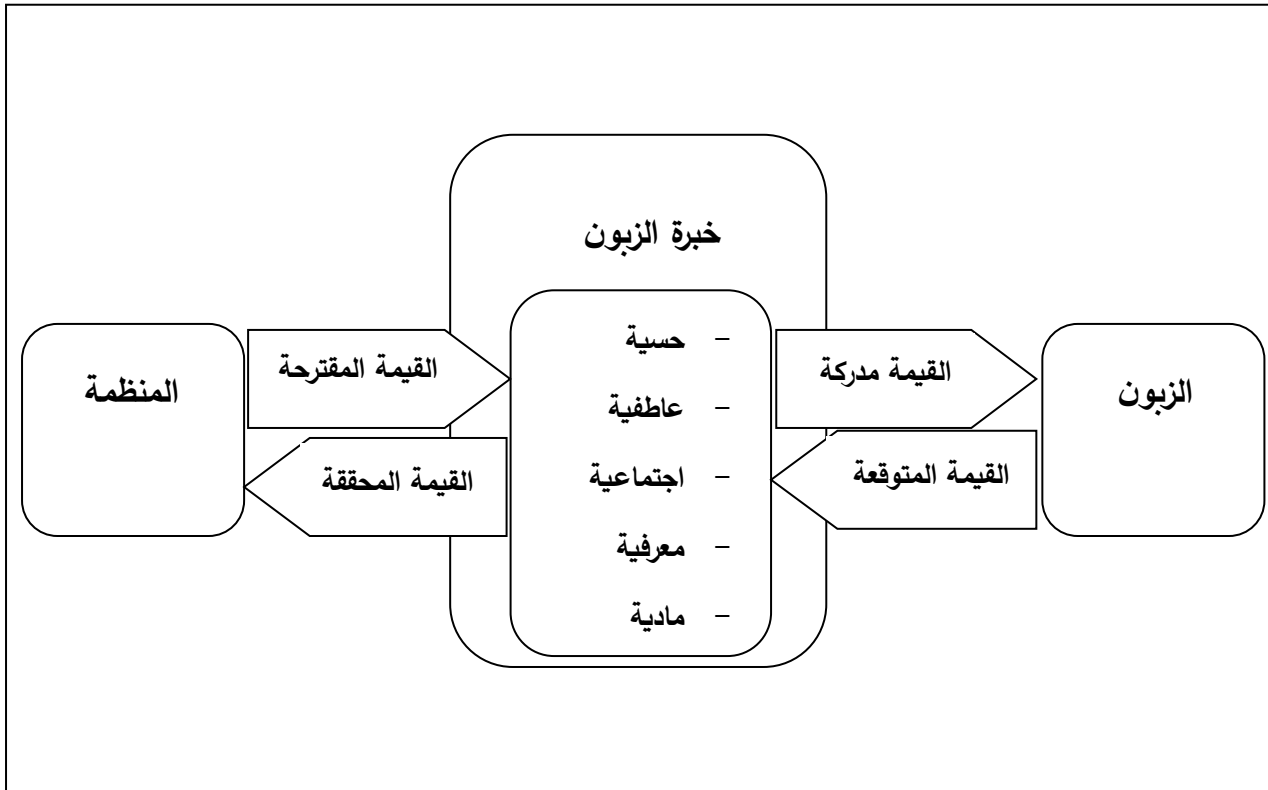 خبرة الزبون
الزبون
القيمة مدركة
القيمة المتوقعة
- حسية
- عاطفية
- اجتماعية
- معرفية
- مادية
القيمة المقترحة
القيمة المحققة
المنظمة